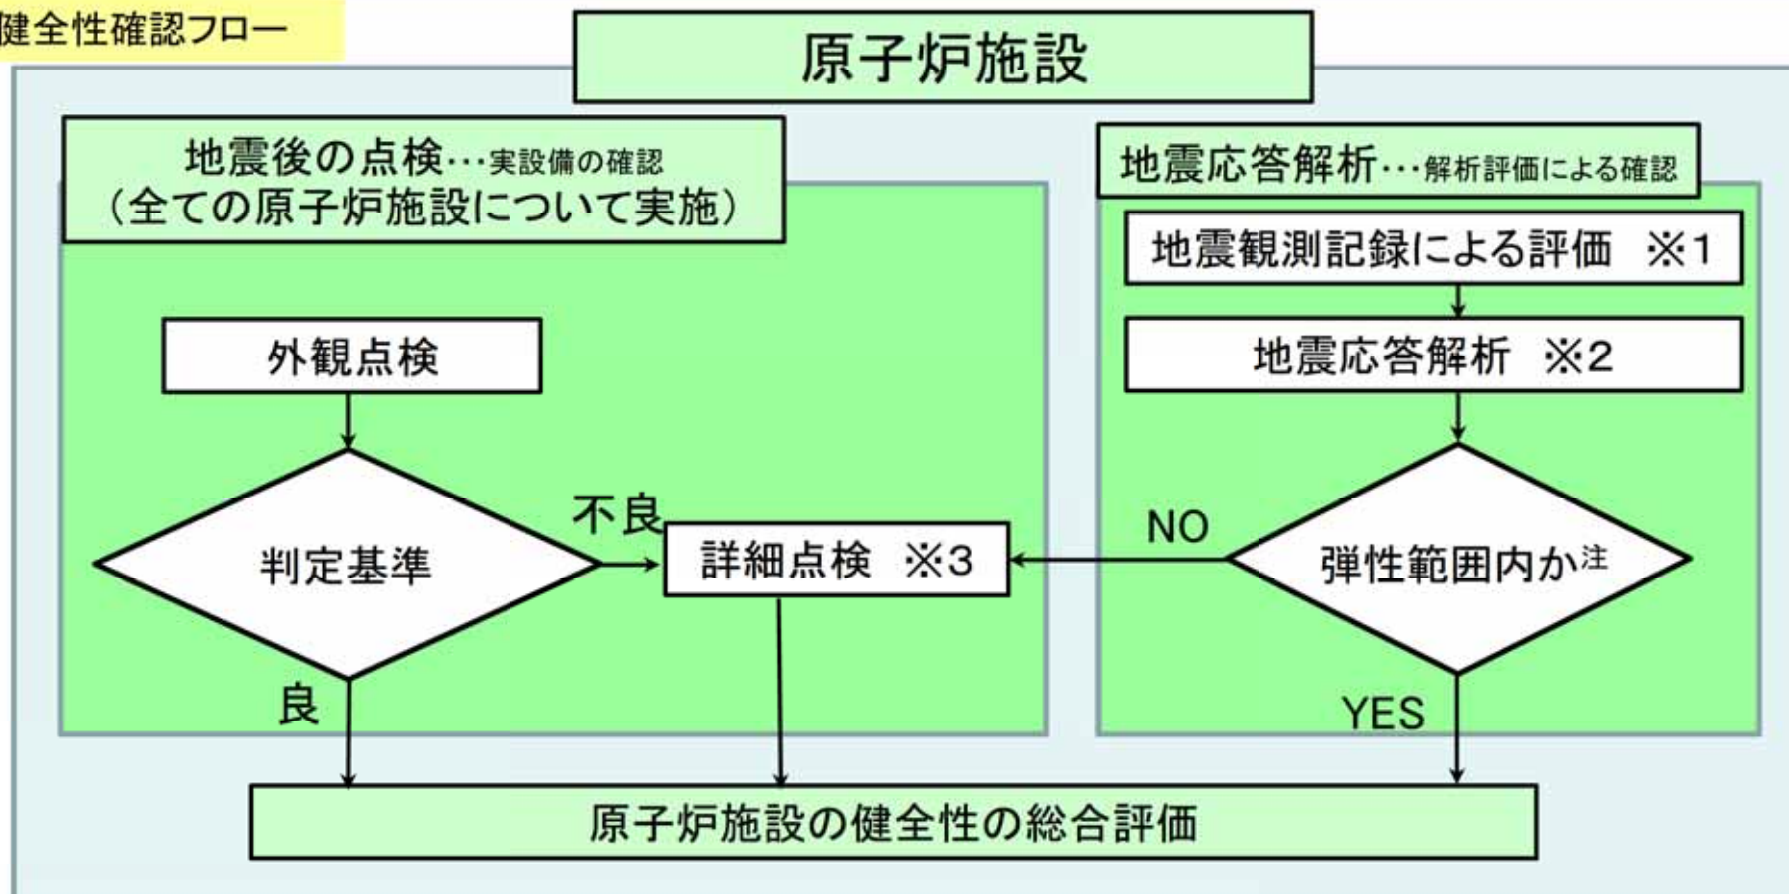 健全性確認フロー
原子炉施設
地震後の点検…実設備の確認
（全ての原子炉施設について実施）
外観点検
判定基準
不良
良
詳細点検　※3
地震応答解析…解析評価による確認
地震観測記録による評価　※1
地震応答解析　※2
弾性範囲内か注
NO
YES
原子炉施設の健全性の総合評価